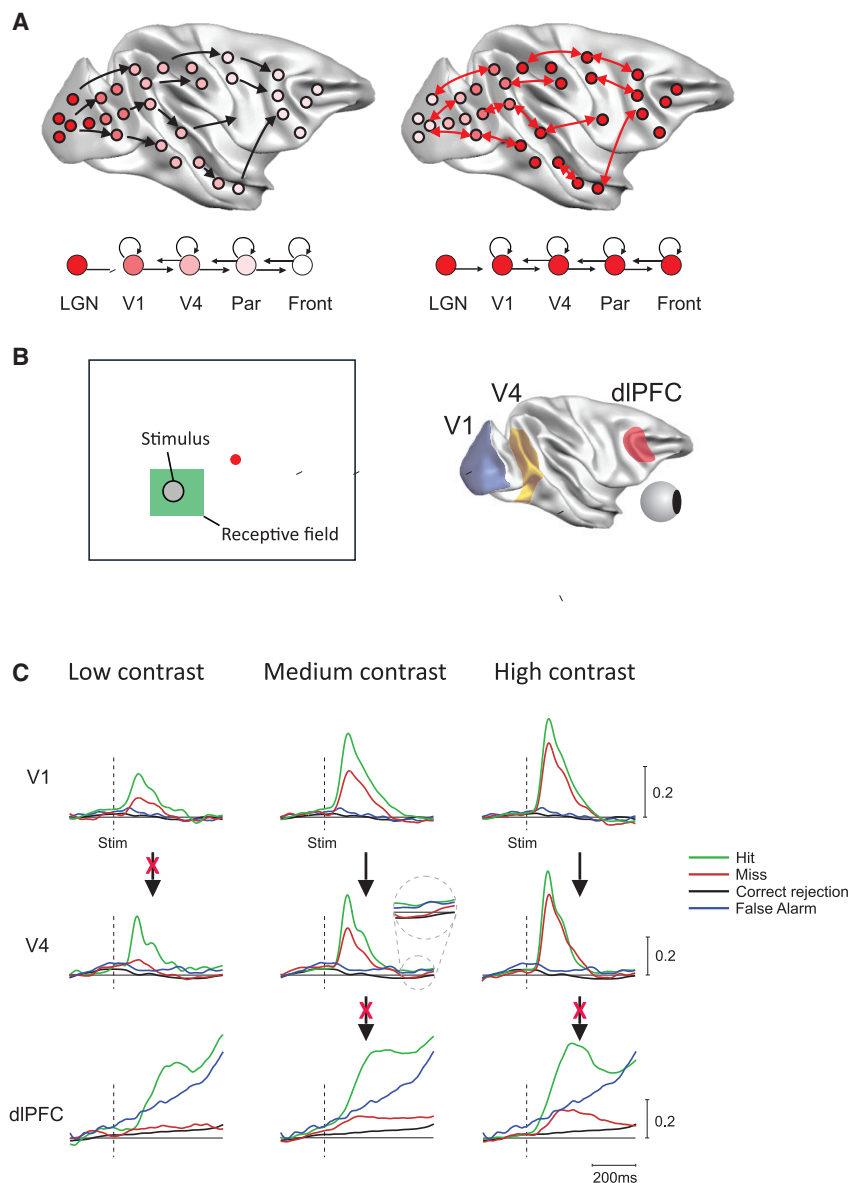 A
LGN V1 V4 Par Front
LGN V1 V4 Par Front
B
Stimulus
Receptive field
V1
V4
dlPFC
C
Low contrast Medium contrast High contrast
V1
0.2
Stim Stim Stim
X
Hit
Miss
Correct rejection
False Alarm
V4
0.2
X X
dlPFC
0.2
200ms